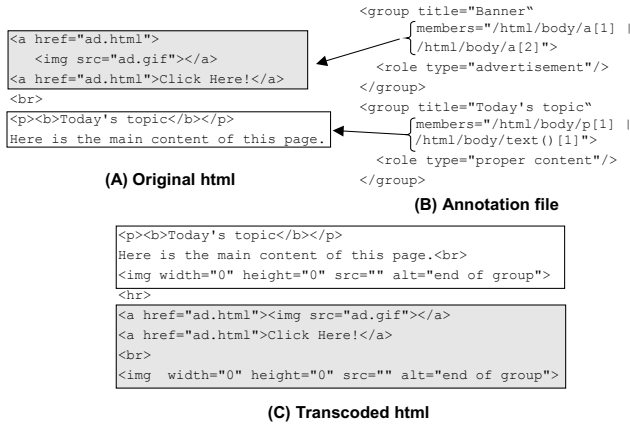 <a href="ad.html">
<img src="ad.gif"></a>
<a href="ad.html">Click Here!</a>
<br>
<p><b>Today's topic</b></p>
Here is the main content of this page.
(A) Original html
<group title="Banner“
members="/html/body/a[1] |
/html/body/a[2]">
<role type="advertisement"/>
</group>
<group title="Today's topic“
members="/html/body/p[1] |
/html/body/text()[1]">
<role type="proper content"/>
</group>
(B) Annotation file
<p><b>Today's topic</b></p>
Here is the main content of this page.<br>
<img width="0" height="0" src="" alt="end of group">
<hr>
<a href="ad.html"><img src="ad.gif"></a>
<a href="ad.html">Click Here!</a>
<br>
<img  width="0" height="0" src="" alt="end of group">
(C) Transcoded html